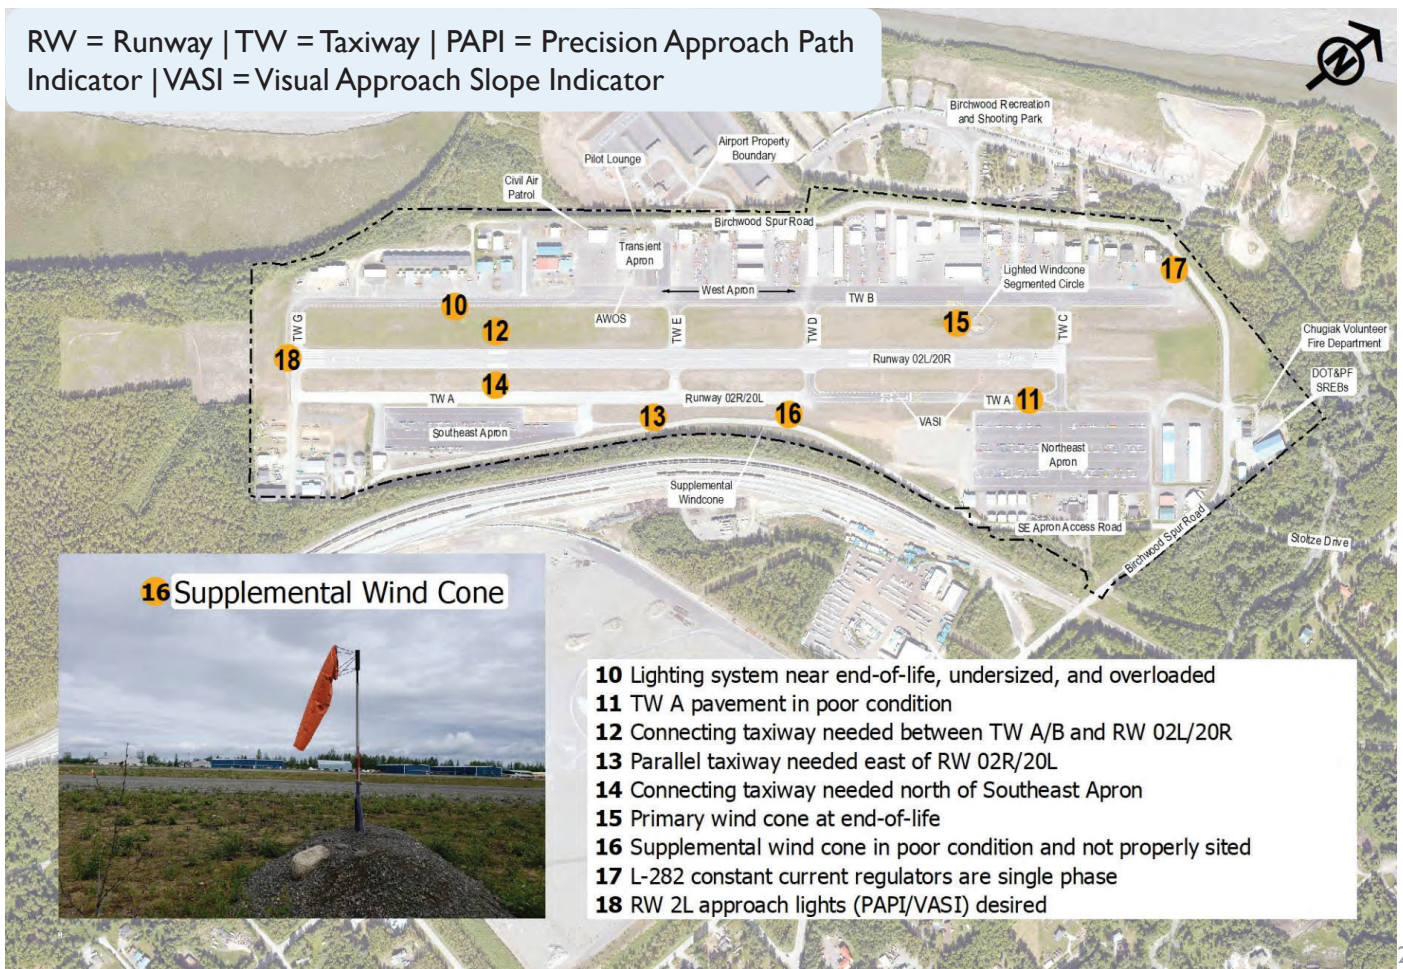 RW = Runway | TW = Taxiway | PAPI = Precision Approach Path
Indicator | VASI = Visual Approach Slope Indicator
N
Birchwood Recreation
and Shooting Park
Airport Property
Boundary
Pilot Lounge
Civil Air
Patrol
Birchwood Spur Road
Transient
Apron
Lighted Windcone
Segmented Circle
17
West Apron
TW B
10
AWOS
12
15
TW G
TW E
TW D
TW C
Chugiak Volunteer
Fire Department
18
Runway 02L/20R
DOT&PF
SREBs
14
TW A
Runway 02R/20L
TW A
11
13
16
VASI
Southeast Apron
Northeast
Apron
Supplemental
Windcone
SE Apron Access Road
Birchwood Spur Road
Stoltze Drive
16 Supplemental Wind Cone
10 Lighting system near end-of-life, undersized, and overloaded
11 TW A pavement in poor condition
12 Connecting taxiway needed between TW A/B and RW 02L/20R
13 Parallel taxiway needed east of RW 02R/20L
14 Connecting taxiway needed north of Southeast Apron
15 Primary wind cone at end-of-life
16 Supplemental wind cone in poor condition and not properly sited
17 L-282 constant current regulators are single phase
18 RW 2L approach lights (PAPI/VASI) desired